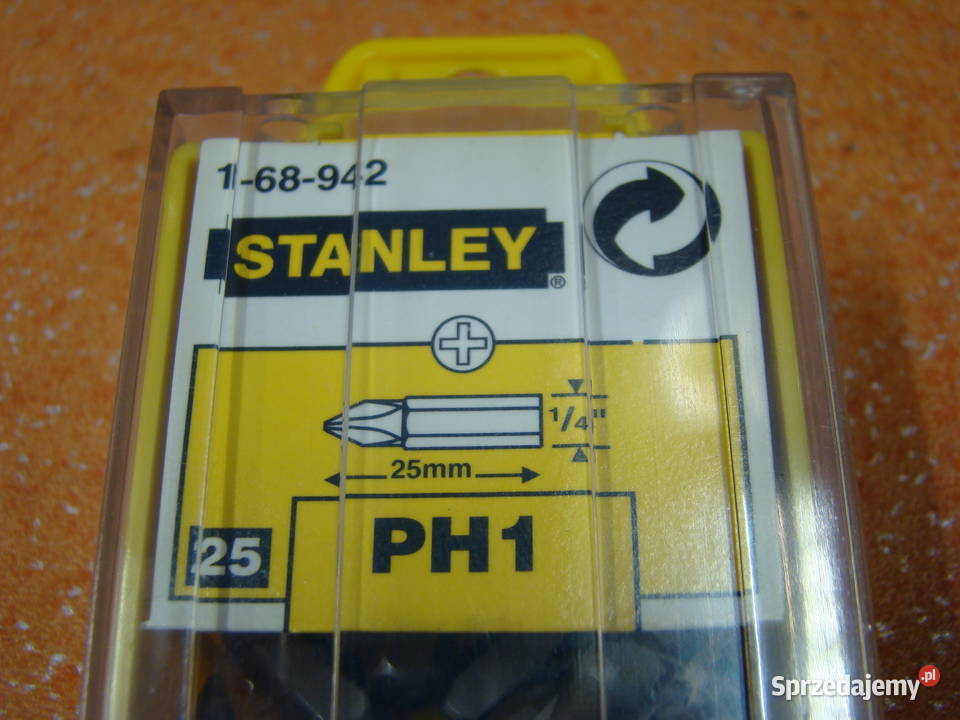 1-68-942
STANLEY
®
1/4"
25mm
25
PH1
Sprzedajemy.pl